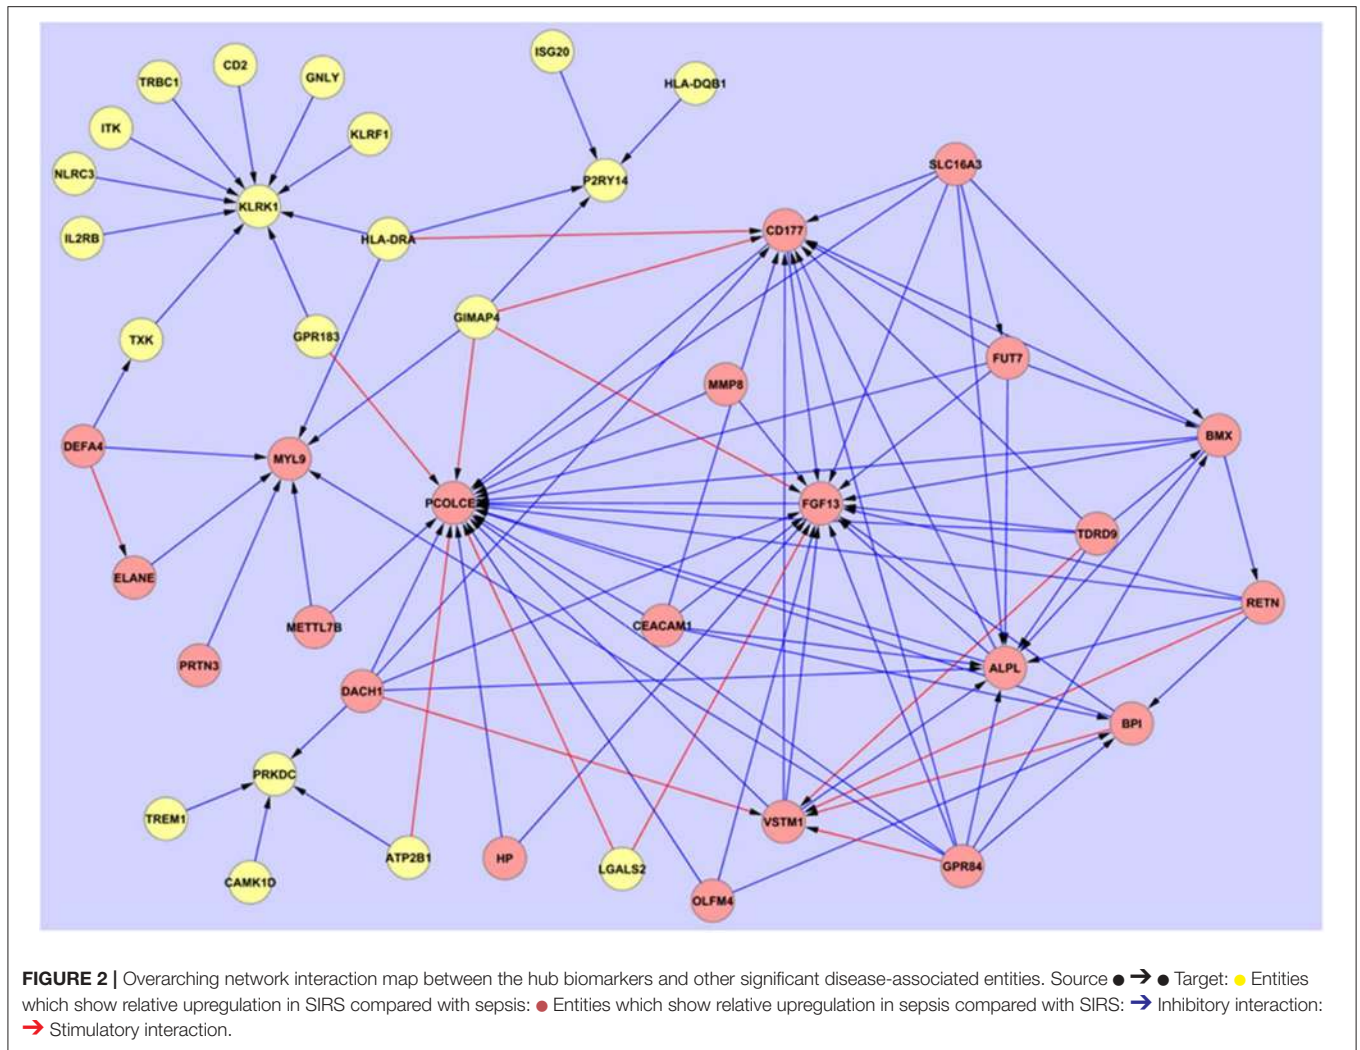 ISG20
CD2
GNLY
TRBC1
HLA-DQB1
ITK
KLRF1
SLC16A3
NLRC3
P2RY14
KLRK1
CD177
IL2RB
HLA-DRA
GIMAP4
GPR183
TXK
FUT7
MMP8
BMX
DEFA4
MYL9
PCOLCE
FGF13
TDRD9
ELANE
RETN
METTL7B
CEACAM1
PRTN3
ALPL
DACH1
BPI
PRKDC
TREM1
VSTM1
ATP2B1
HP
LGALS2
GPR84
CAMK1D
OLFM4
FIGURE 2 | Overarching network interaction map between the hub biomarkers and other significant disease-associated entities. Source ● ➔ ● Target: ● Entities
which show relative upregulation in SIRS compared with sepsis: ● Entities which show relative upregulation in sepsis compared with SIRS: ➔ Inhibitory interaction:
➔ Stimulatory interaction.